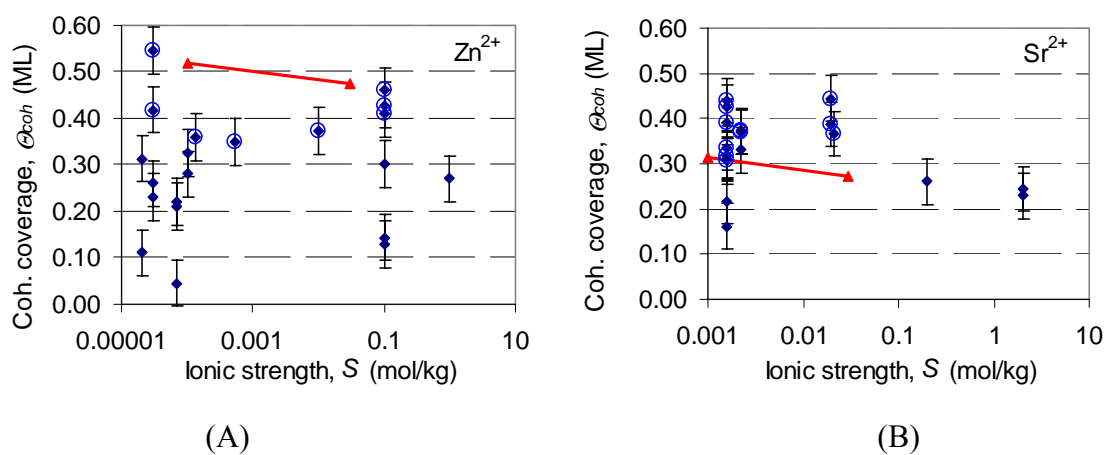 Coh. coverage, Θcoh (ML)
0.60
0.50
0.40
0.30
0.20
0.10
0.00
Zn2+
0.00001 0.001 0.1 10
Ionic strength, S (mol/kg)
(A)
Coh. coverage, Θcoh (ML)
0.60
0.50
0.40
0.30
0.20
0.10
0.00
Sr2+
0.001 0.01 0.1 1 10
Ionic strength, S (mol/kg)
(B)